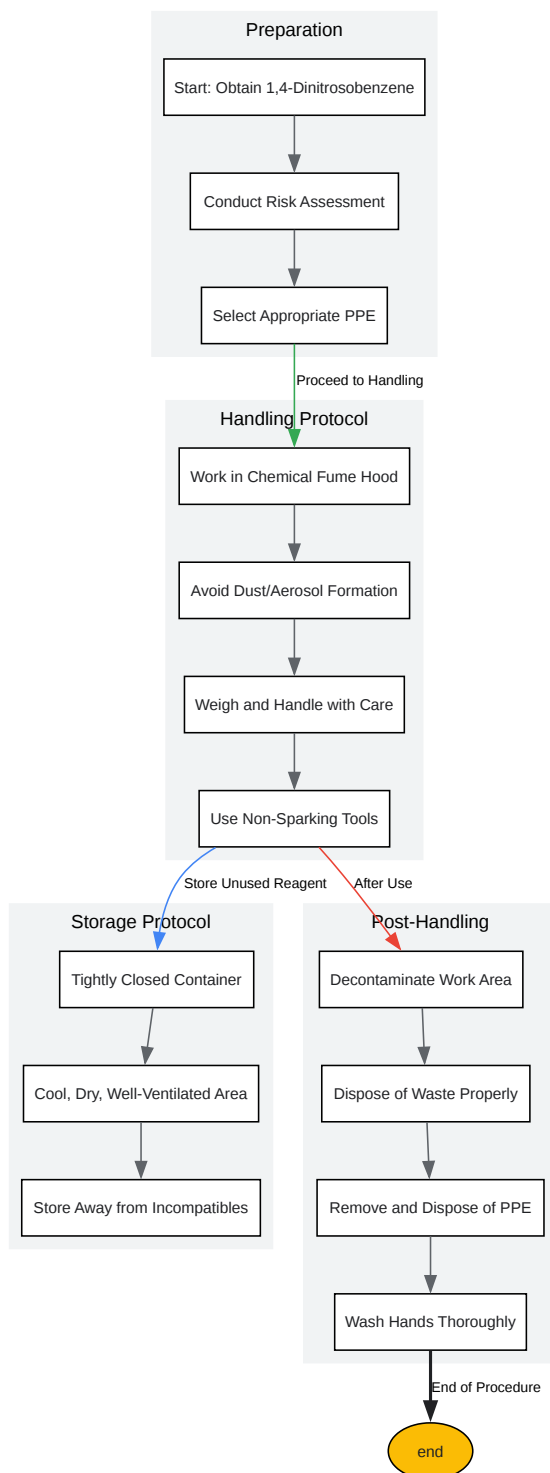 Preparation
Start: Obtain 1,4-Dinitrosobenzene
Conduct Risk Assessment
Select Appropriate PPE
Proceed to Handling
Handling Protocol
Work in Chemical Fume Hood
Avoid Dust/Aerosol Formation
Weigh and Handle with Care
Use Non-Sparking Tools
Store Unused Reagent
After Use
Storage Protocol
Tightly Closed Container
Cool, Dry, Well-Ventilated Area
Store Away from Incompatibles
Post-Handling
Decontaminate Work Area
Dispose of Waste Properly
Remove and Dispose of PPE
Wash Hands Thoroughly
End of Procedure
end